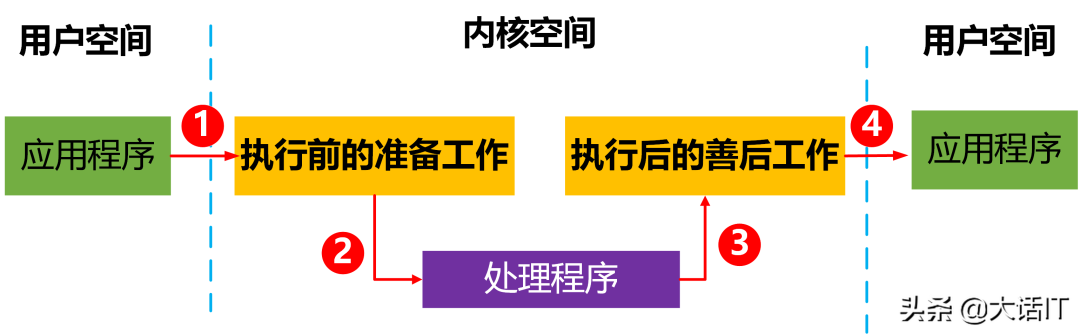 用户空间
内核空间
用户空间
应用程序
1
执行前的准备工作
执行后的善后工作
4
应用程序
2
处理程序
3
头条 @大话IT